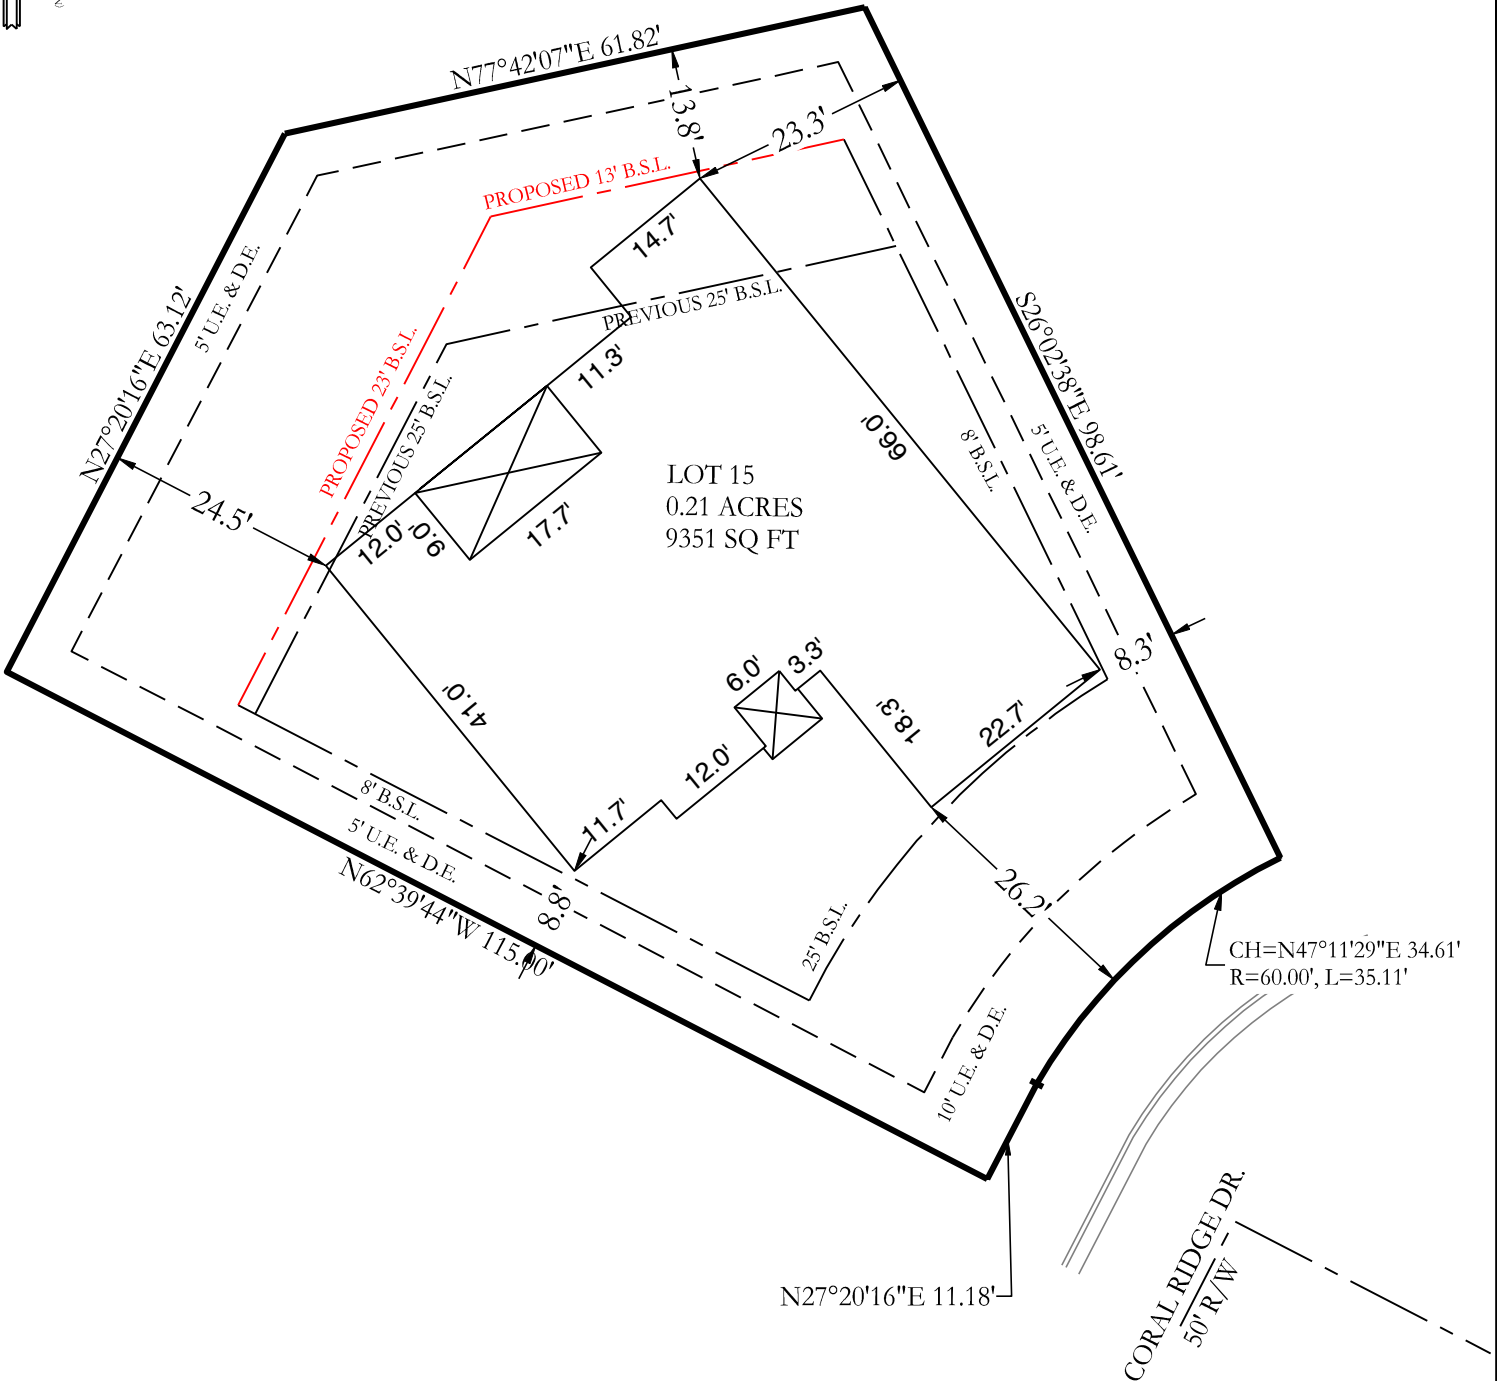 N77°42'07"E 61.82'
13.8'
23.3'
PROPOSED 13' B.S.L.
14.7'
5' U.E. & D.E.
PREVIOUS 25' B.S.L.
N27°20'16"E 63.12'
S26°02'38"E 98.61'
PROPOSED 23' B.S.L.
PREVIOUS 25' B.S.L.
11.3'
66.0'
8' B.S.L.
5' U.E. & D.E.
LOT 15
0.21 ACRES
9351 SQ FT
24.5'
12.0'
9.0'
17.7'
8.3'
3.3'
6.0'
41.0'
18.3'
22.7'
12.0'
8' B.S.L.
11.7'
5' U.E. & D.E.
N62°39'44"W 115.00'
8.8'
26.2'
25' B.S.L.
CH=N47°11'29"E 34.61'
R=60.00', L=35.11'
10' U.E. & D.E.
N27°20'16"E 11.18'
CORAL RIDGE DR.
50' R/W